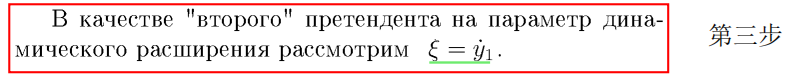 В качестве "второго" претендента на параметр дина-
мического расширения рассмотрим ξ = ẏ₁.
第三步